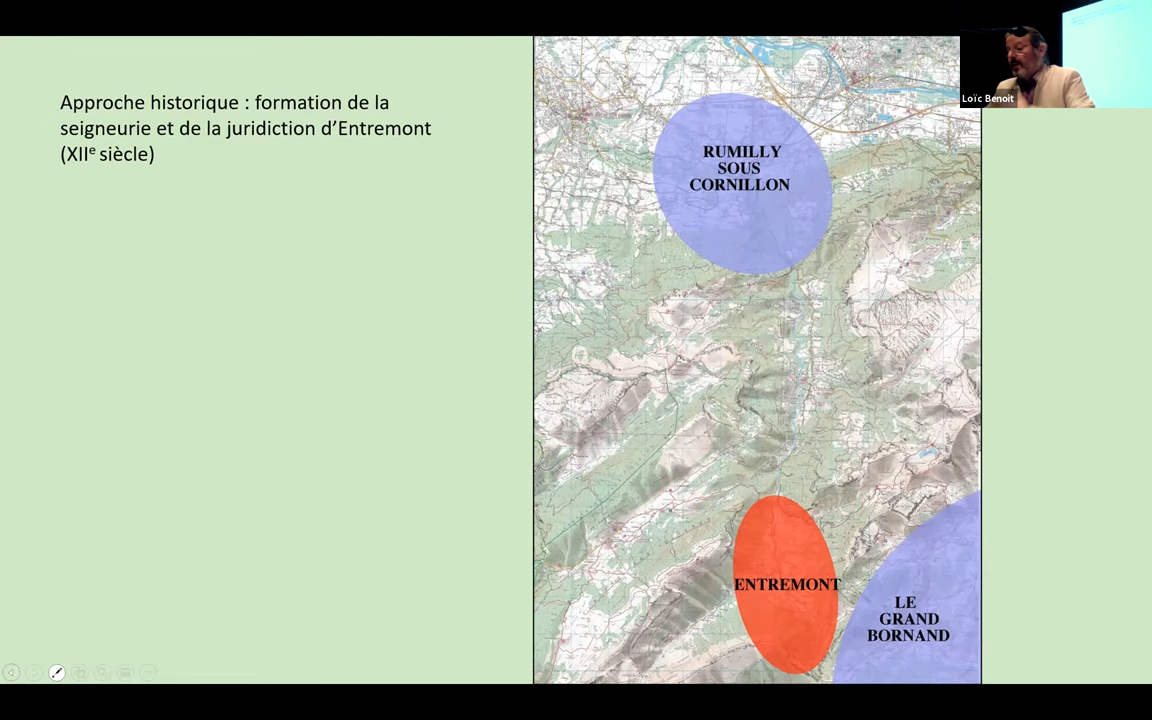 Approche historique : formation de la
seigneurie et de la juridiction d’Entremont
(XIIe siècle)
RUMILLY
SOUS
CORNILLON
ENTREMONT
LE
GRAND
BORNAND
Loïc Benoit